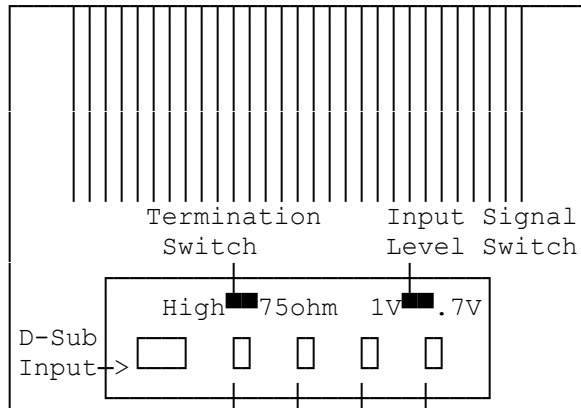 Termination Input Signal
Switch Level Switch
High 75ohm 1V .7V
D-Sub
Input